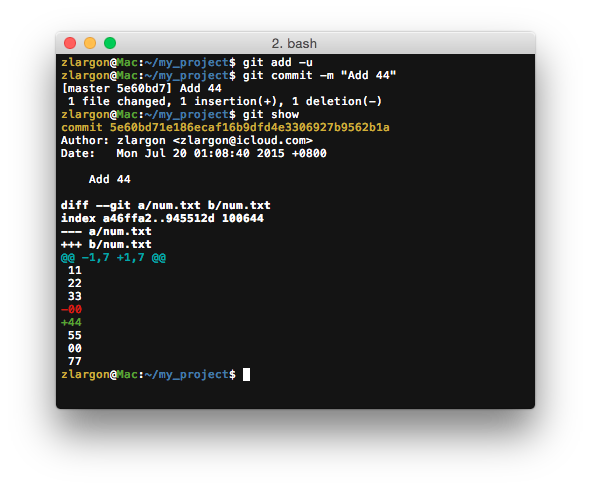 2. bash
zlargon@Mac:~/my_project$ git add -u
zlargon@Mac:~/my_project$ git commit -m "Add 44"
[master 5e60bd7] Add 44
 1 file changed, 1 insertion(+), 1 deletion(-)
zlargon@Mac:~/my_project$ git show
commit 5e60bd71e186ecaf16b9dfd4e3306927b9562b1a
Author: zlargon <zlargon@icloud.com>
Date:   Mon Jul 20 01:08:40 2015 +0800
    Add 44
diff --git a/num.txt b/num.txt
index a46ffa2..945512d 100644
--- a/num.txt
+++ b/num.txt
@@ -1,7 +1,7 @@
 11
 22
 33
-00
+44
 55
 00
 77
zlargon@Mac:~/my_project$